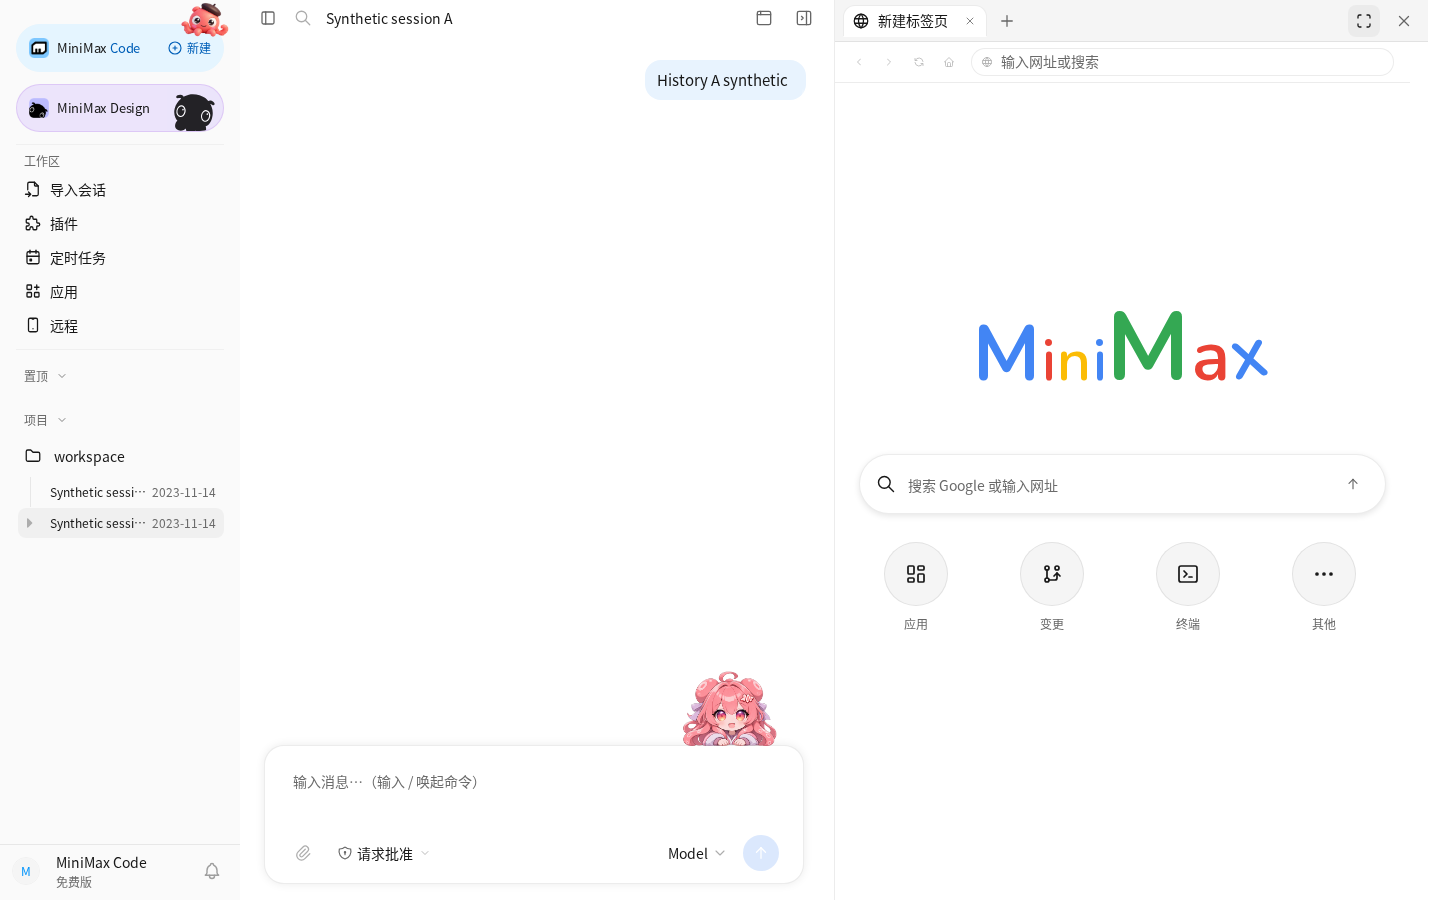 MiniMax Code
新建
MiniMax Design
工作区
导入会话
插件
定时任务
应用
远程
置顶
项目
workspace
Synthetic sessi··· 2023-11-14
Synthetic sessi··· 2023-11-14
M
MiniMax Code
免费版
Synthetic session A
History A synthetic
输入消息…（输入 / 唤起命令）
请求批准
Model
新建标签页
输入网址或搜索
MiniMax
搜索 Google 或输入网址
应用
变更
终端
其他